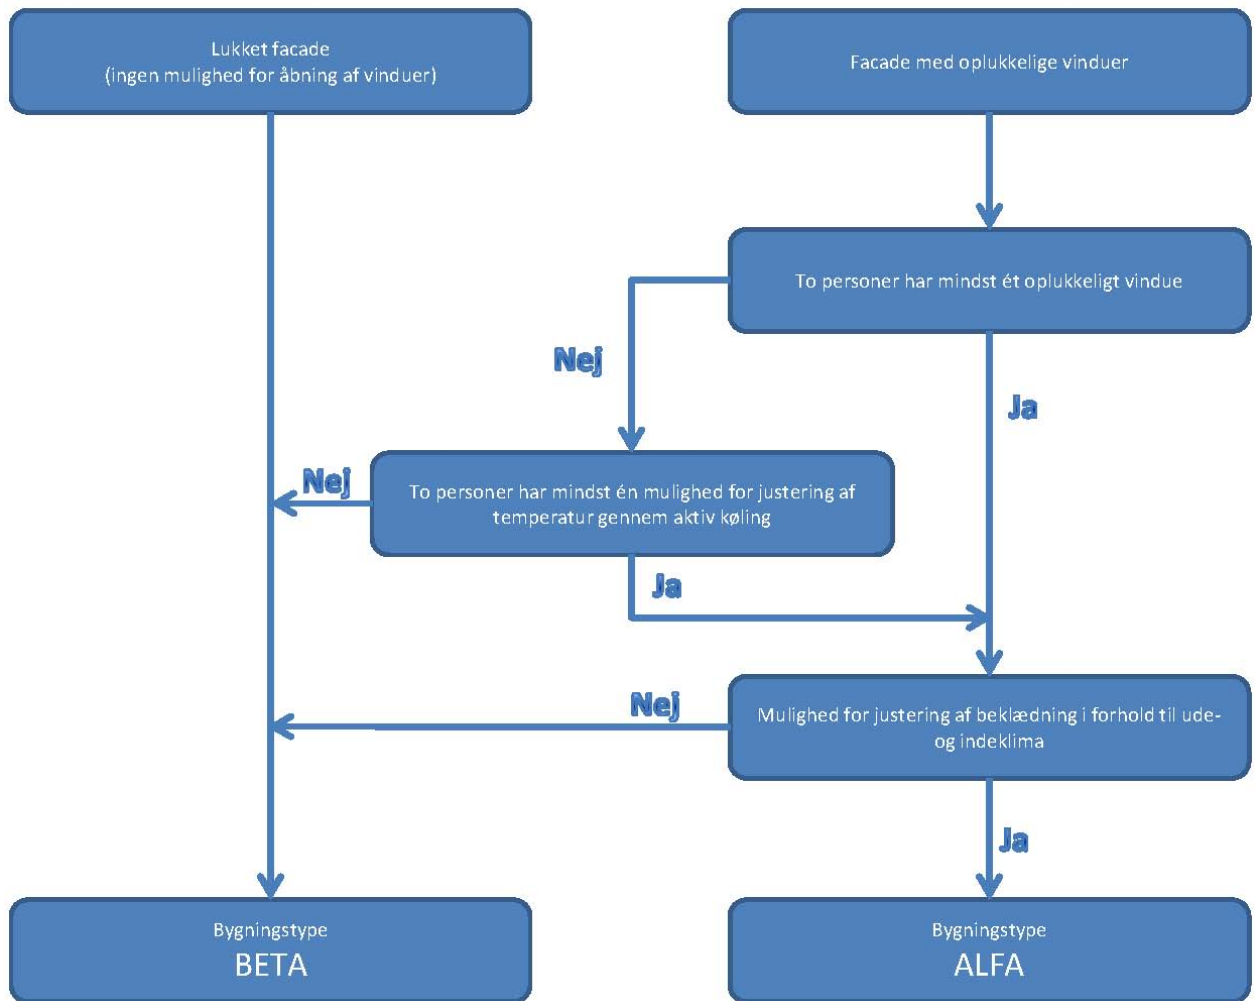 Lukket facade
(ingen mulighed for åbning af vinduer)
Facade med oplukkelige vinduer
To personer har mindst ét oplukkeligt vindue
Nej
Ja
Nej
To personer har mindst én mulighed for justering af
temperatur gennem aktiv køling
Ja
Nej
Mulighed for justering af beklædning i forhold til ude-
og indeklima
Ja
Bygningstype
BETA
Bygningstype
ALFA